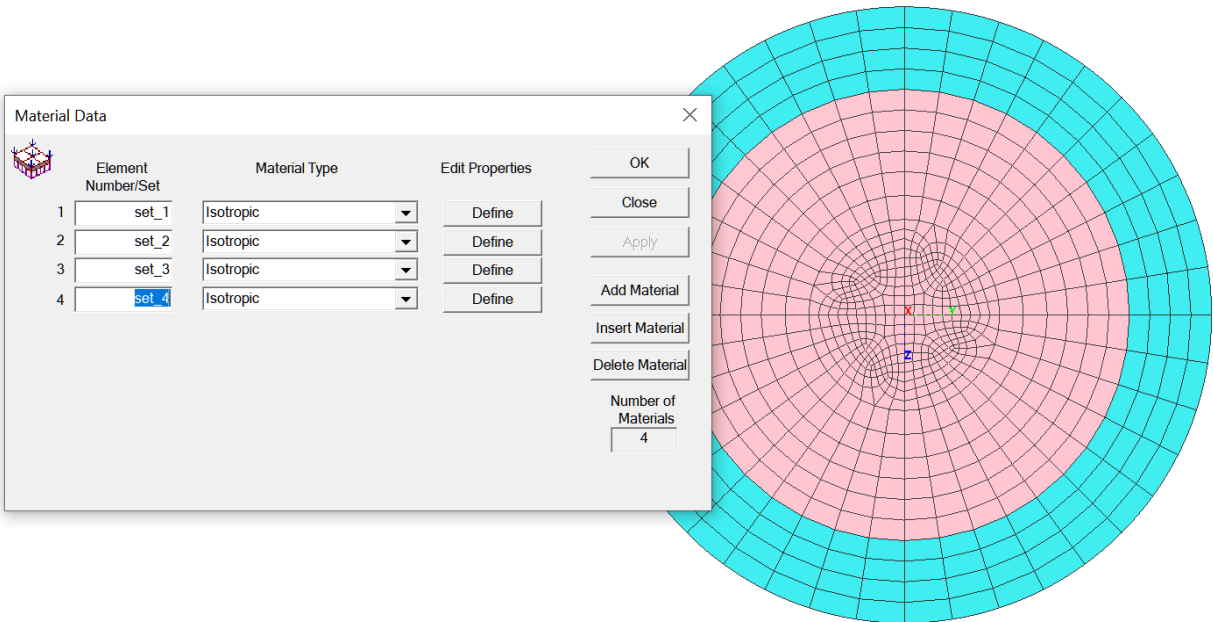 Material Data
Element
Number/Set
Material Type
Edit Properties
1 set_1 Isotropic Define
2 set_2 Isotropic Define
3 set_3 Isotropic Define
4 set_4 Isotropic Define
OK
Close
Apply
Add Material
Insert Material
Delete Material
Number of
Materials
4
X Y
Z